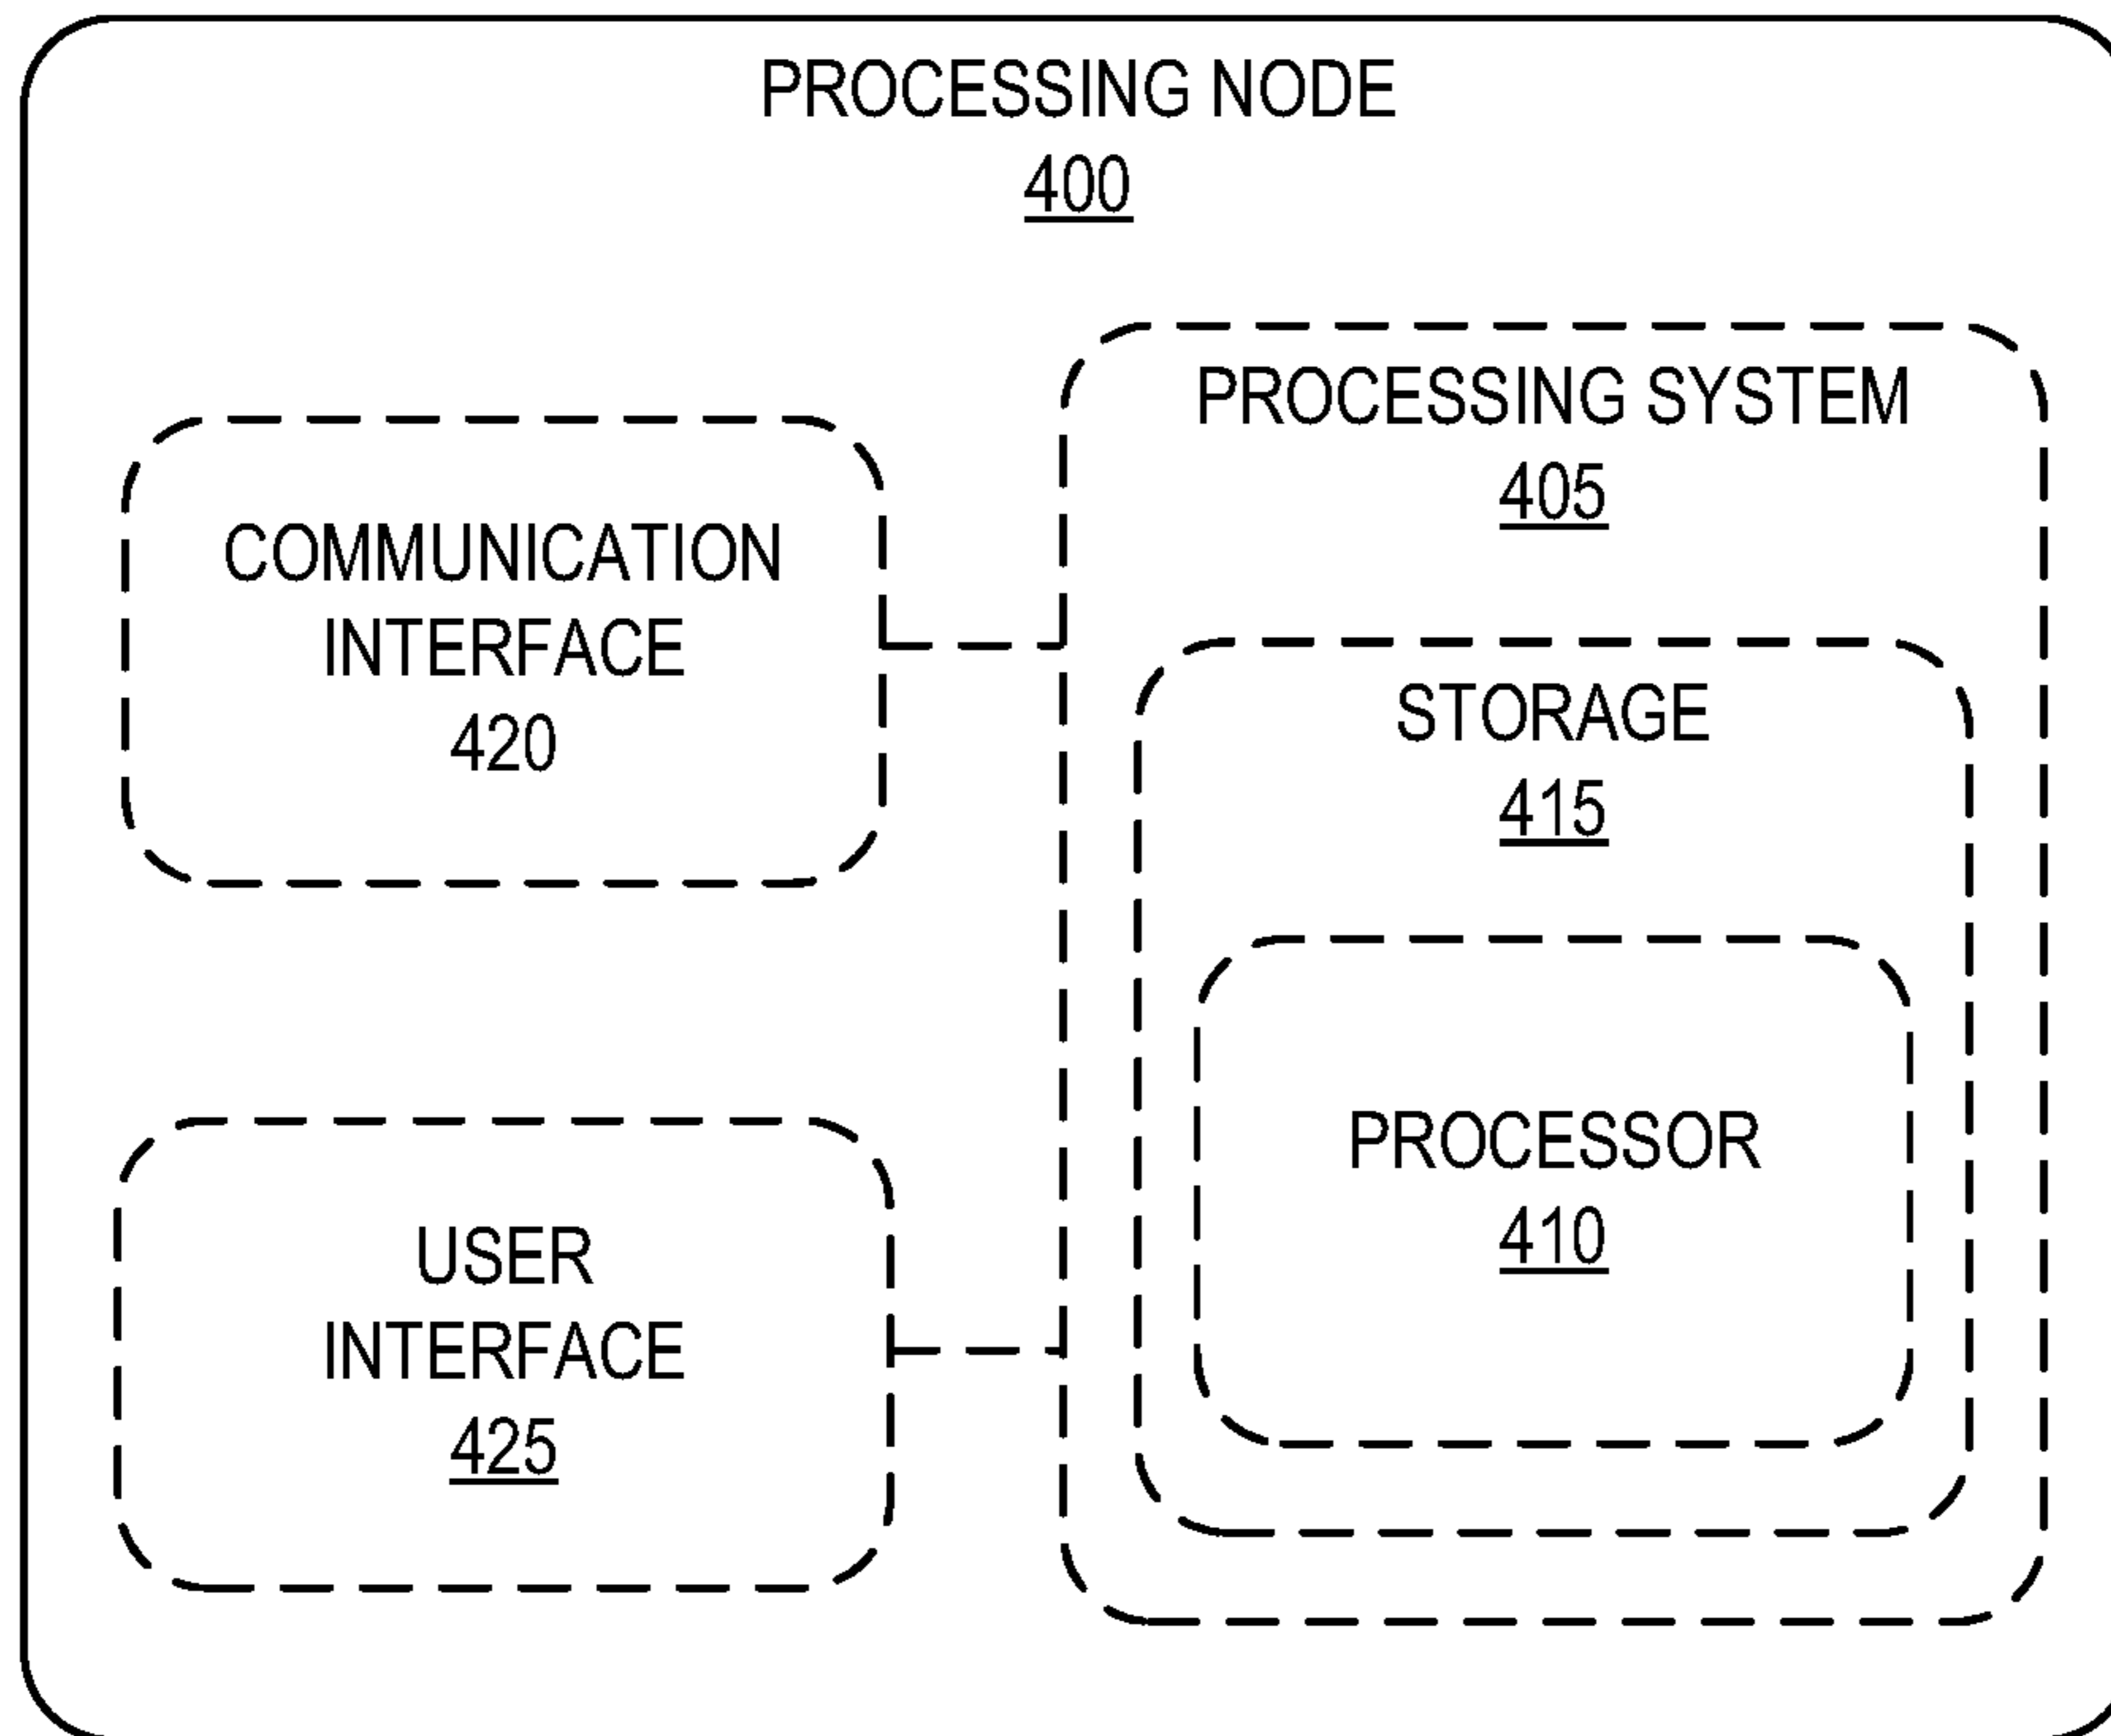 PROCESSING NODE
400
PROCESSING SYSTEM
405
COMMUNICATION
INTERFACE
420
STORAGE
415
PROCESSOR
410
USER
INTERFACE
425